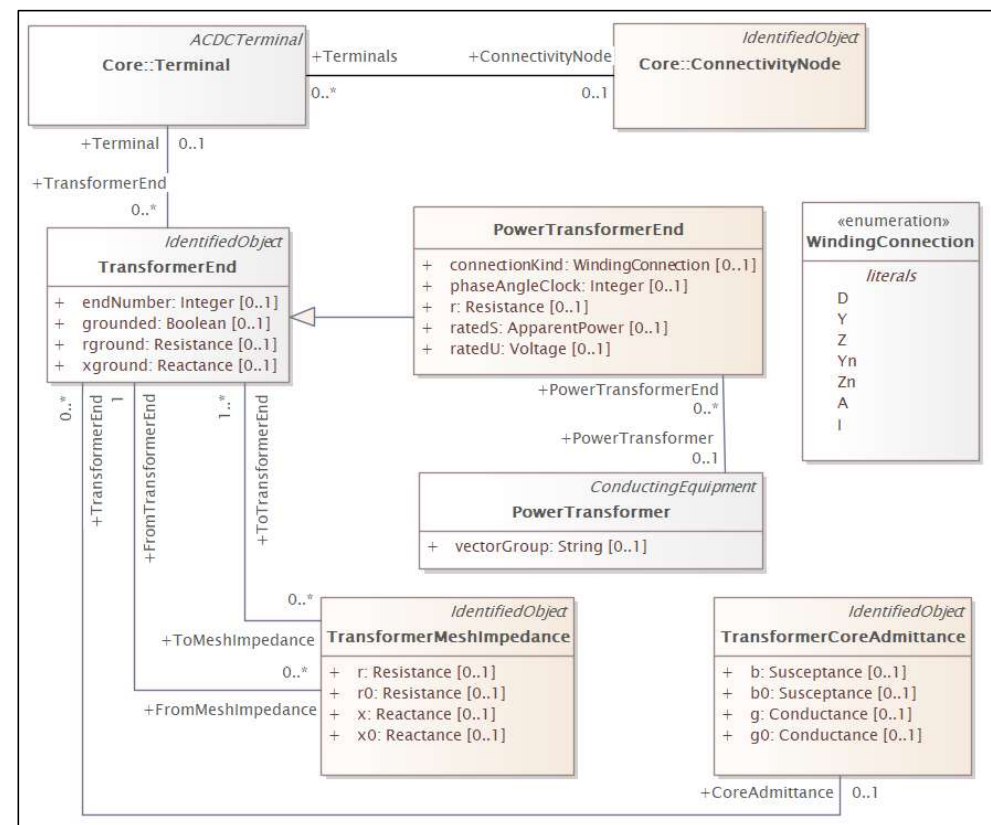 ACDCTerminal
Core::Terminal
+Terminals
0..*
+ConnectivityNode
0..1
IdentifiedObject
Core::ConnectivityNode
+Terminal
0..1
+TransformerEnd
0..*
IdentifiedObject
TransformerEnd
+ endNumber: Integer [0..1]
+ grounded: Boolean [0..1]
+ rground: Resistance [0..1]
+ xground: Reactance [0..1]
PowerTransformerEnd
+ connectionKind: WindingConnection [0..1]
+ phaseAngleClock: Integer [0..1]
+ r: Resistance [0..1]
+ ratedS: ApparentPower [0..1]
+ ratedU: Voltage [0..1]
«enumeration»
WindingConnection
literals
D
Y
Z
Yn
Zn
A
I
+PowerTransformerEnd
0..*
+PowerTransformer
0..1
ConductingEquipment
PowerTransformer
+ vectorGroup: String [0..1]
0..*
+TransformerEnd
1
+FromTransformerEnd
1..*
+ToTransformerEnd
0..*
+ToMeshImpedance
0..*
+FromMeshImpedance
IdentifiedObject
TransformerMeshImpedance
+ r: Resistance [0..1]
+ r0: Resistance [0..1]
+ x: Reactance [0..1]
+ x0: Reactance [0..1]
IdentifiedObject
TransformerCoreAdmittance
+ b: Susceptance [0..1]
+ b0: Susceptance [0..1]
+ g: Conductance [0..1]
+ g0: Conductance [0..1]
+CoreAdmittance
0..1